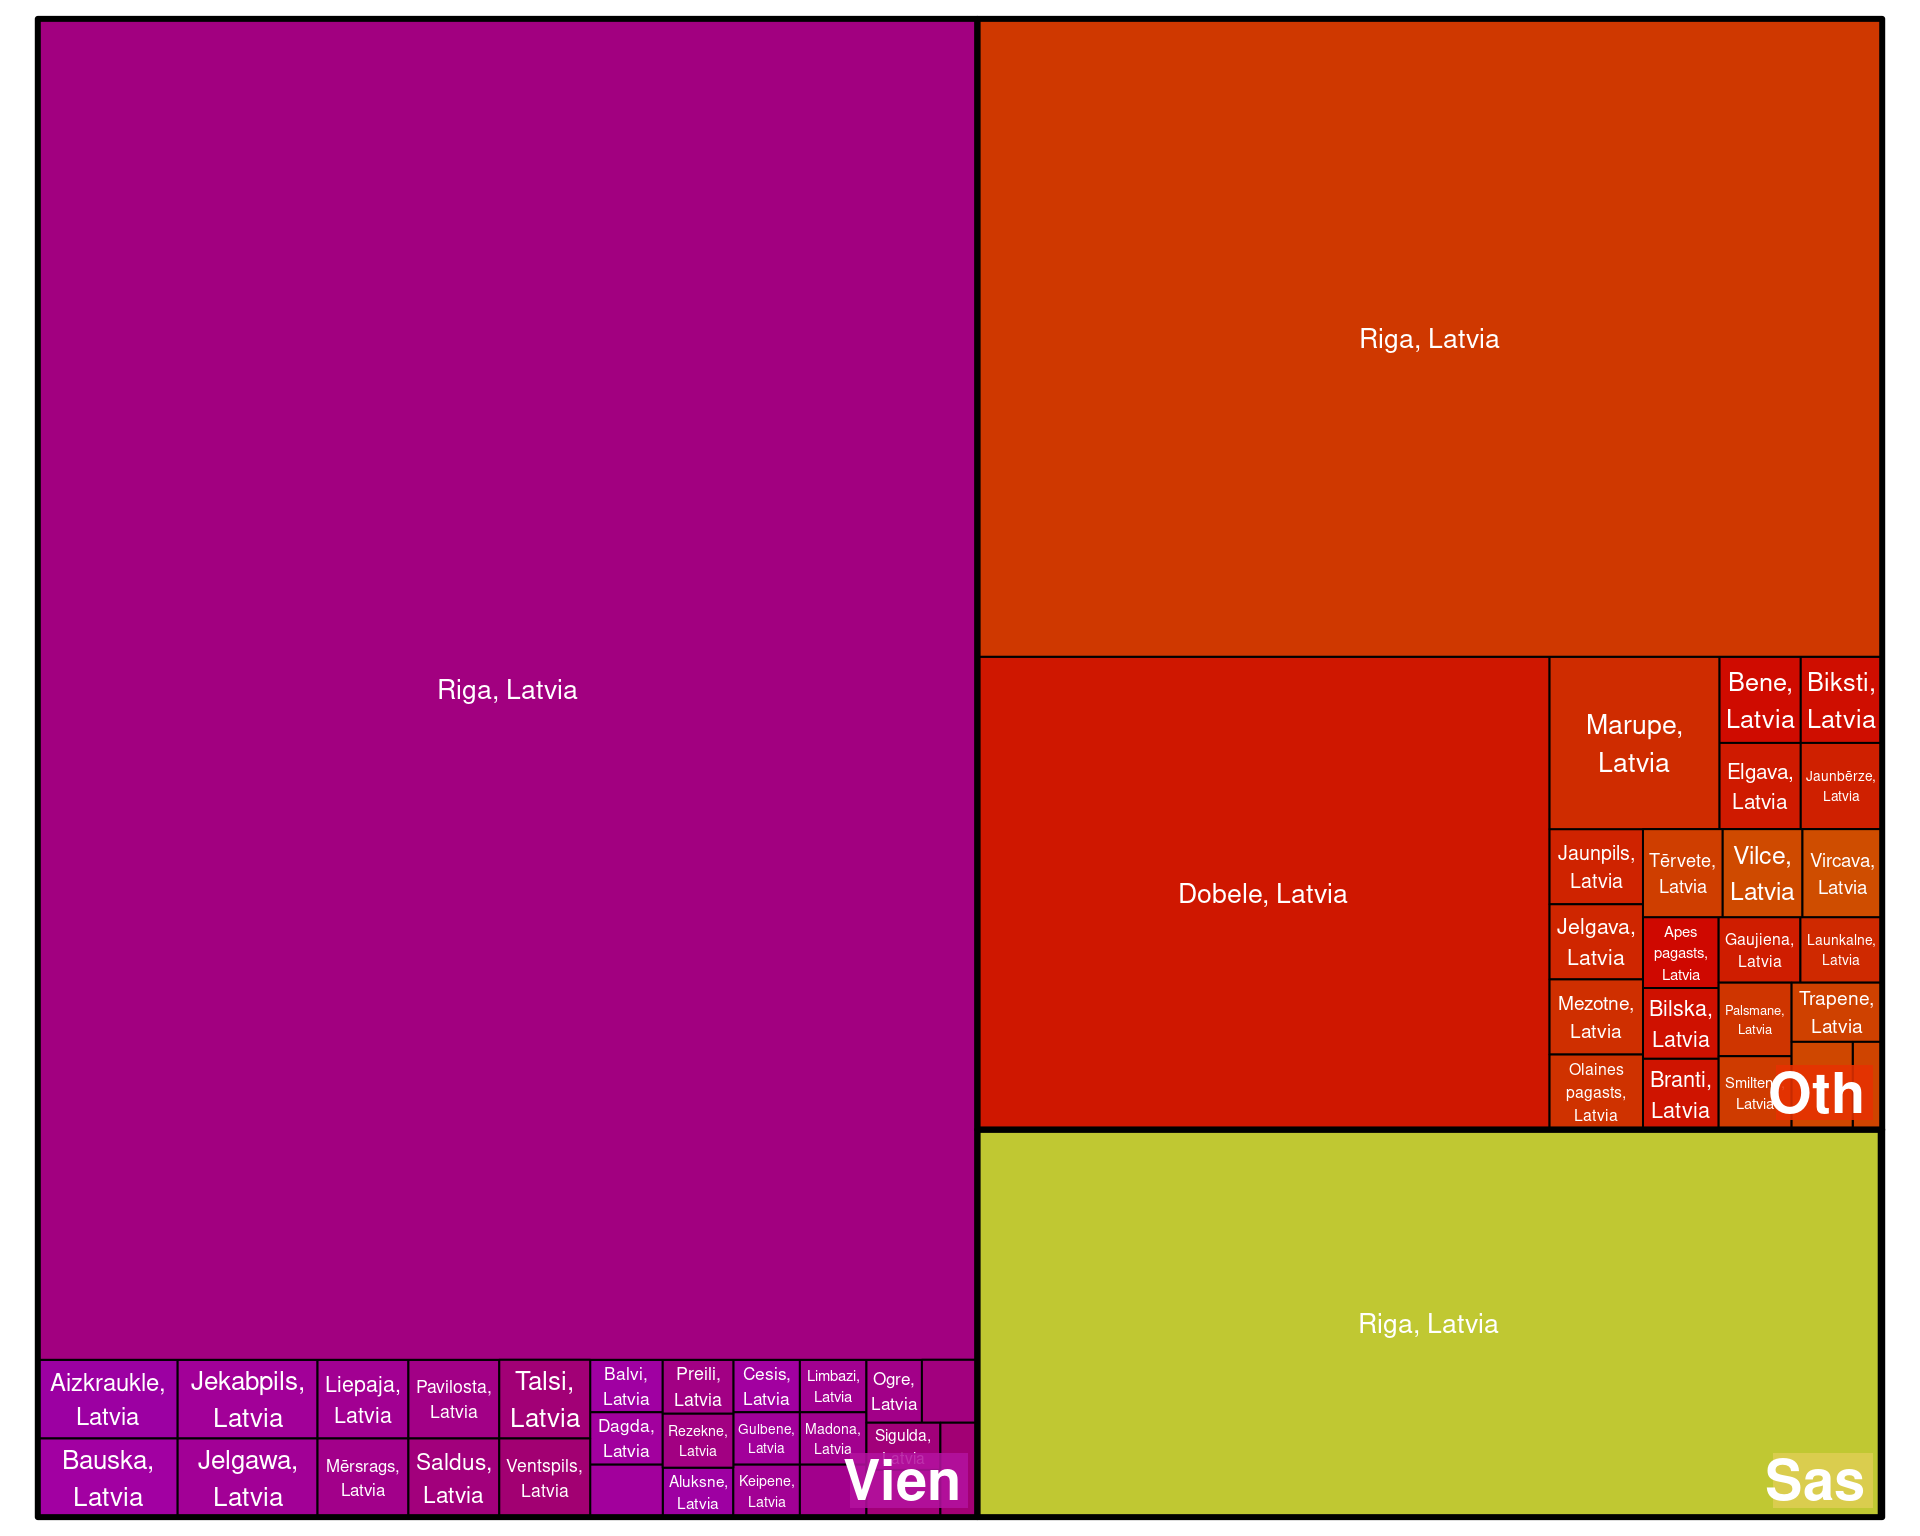 Riga, Latvia
Aizkraukle,
Latvia
Jekabpils,
Latvia
Liepaja,
Latvia
Pavilosta,
Latvia
Talsi,
Latvia
Balvi,
Latvia
Preili,
Latvia
Cesis,
Latvia
Limbazi,
Latvia
Ogre,
Latvia
Dagda,
Latvia
Rezekne,
Latvia
Gulbene,
Latvia
Madona,
Latvia
Sigulda,
Latvia
Bauska,
Latvia
Jelgawa,
Latvia
Mērsrags,
Latvia
Saldus,
Latvia
Ventspils,
Latvia
Aluksne,
Latvia
Keipene,
Latvia
Vien
Riga, Latvia
Dobele, Latvia
Marupe,
Latvia
Bene,
Latvia
Biksti,
Latvia
Elgava,
Latvia
Jaunbērze,
Latvia
Jaunpils,
Latvia
Tērvete,
Latvia
Vilce,
Latvia
Vircava,
Latvia
Jelgava,
Latvia
Apes
pagasts,
Latvia
Gaujiena,
Latvia
Launkalne,
Latvia
Mezotne,
Latvia
Bilska,
Latvia
Palsmane,
Latvia
Trapene,
Latvia
Olaines
pagasts,
Latvia
Branti,
Latvia
Latvia
Oth
Riga, Latvia
Sas